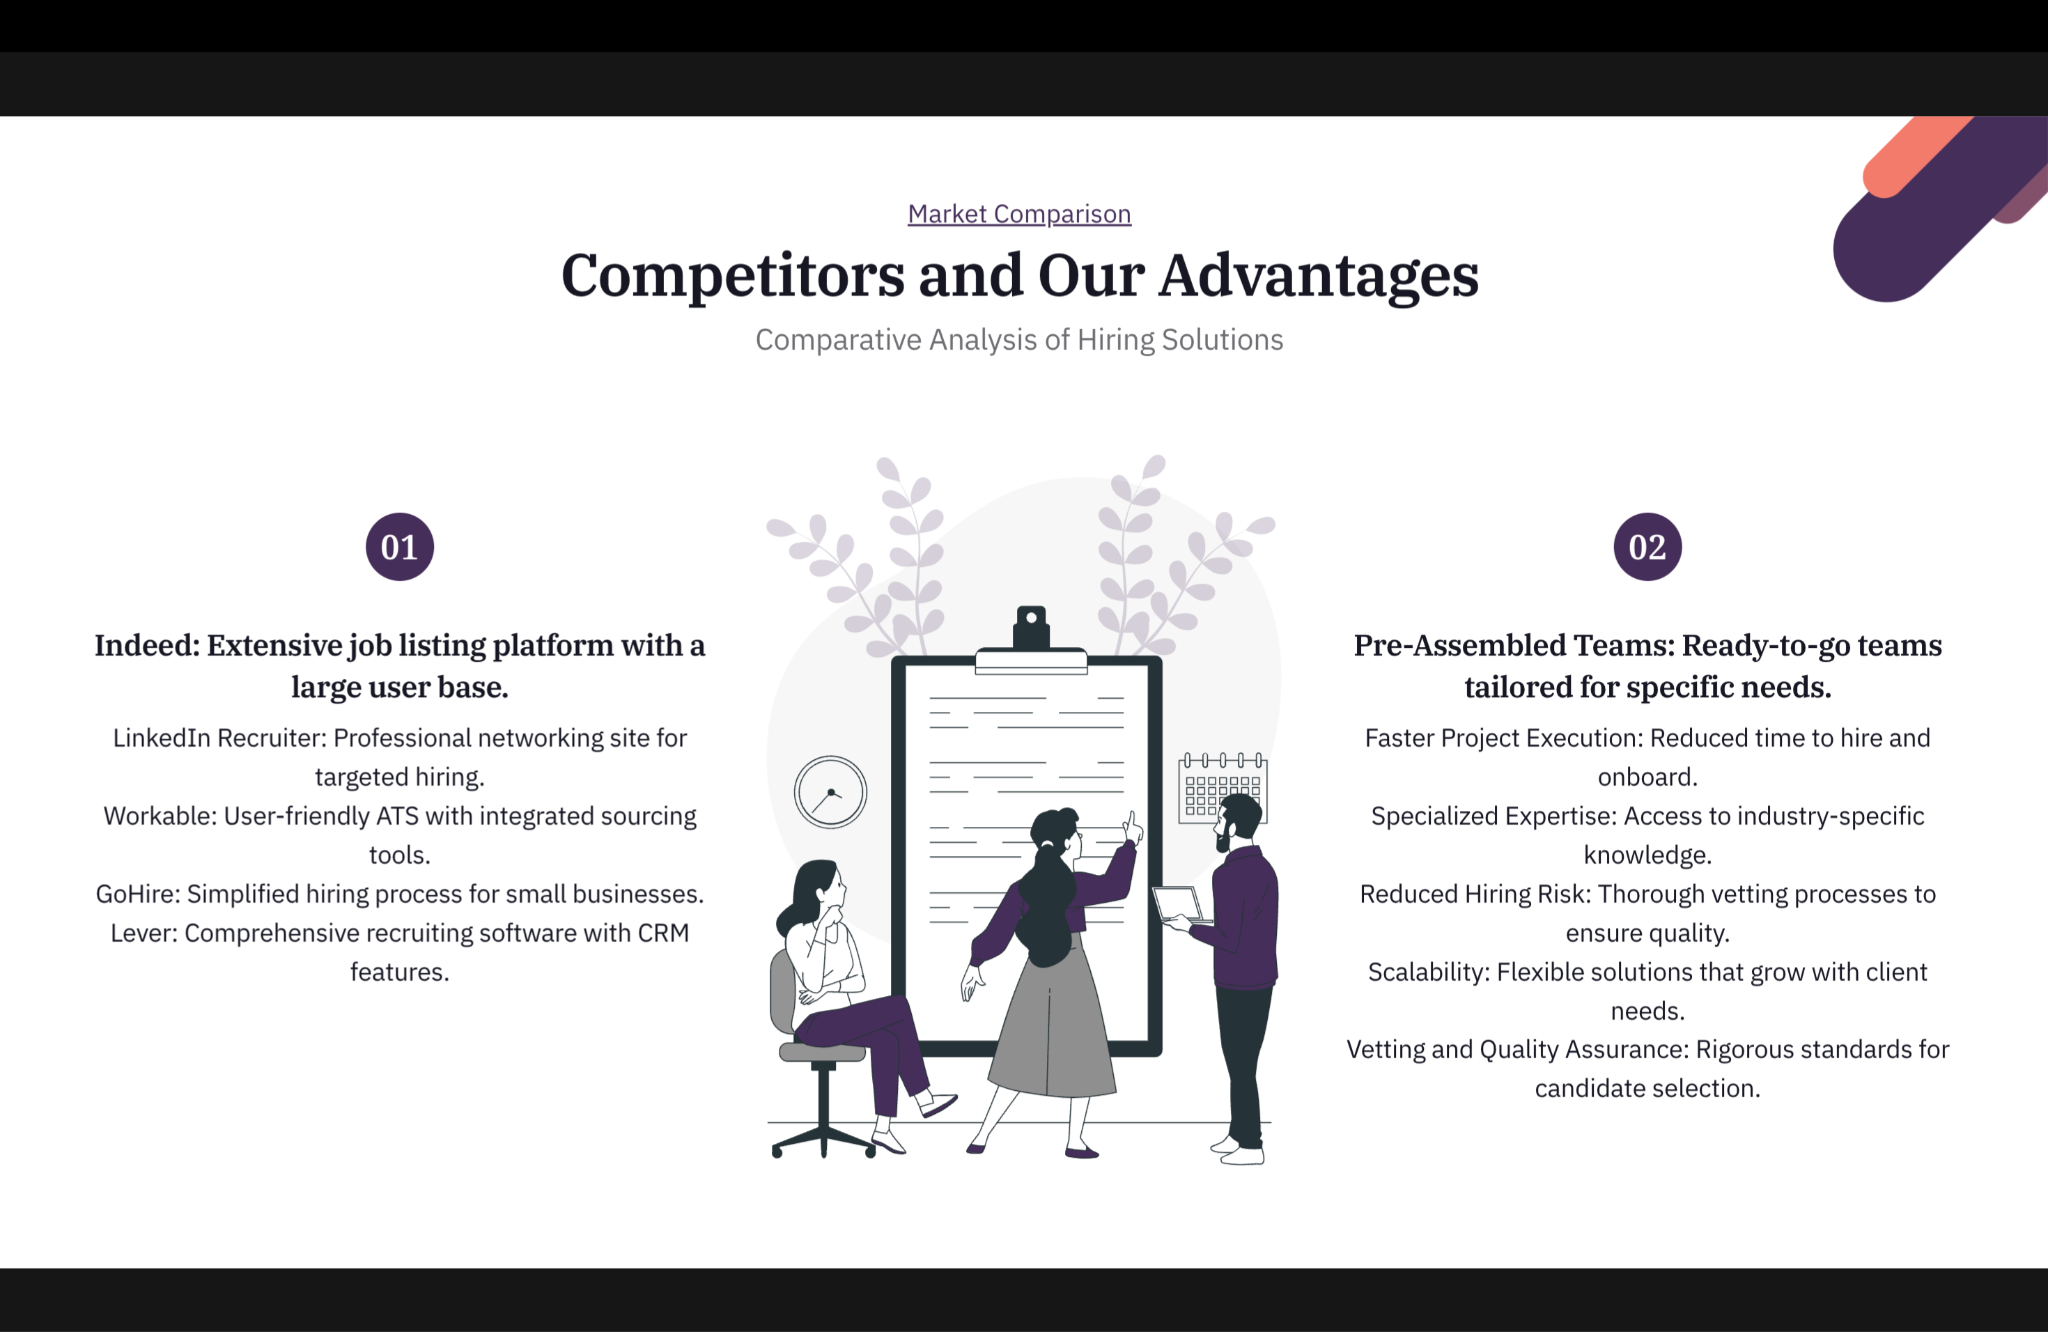 Market Comparison
Competitors and Our Advantages
Comparative Analysis of Hiring Solutions
01
Indeed: Extensive job listing platform with a
large user base.
LinkedIn Recruiter: Professional networking site for
targeted hiring.
Workable: User-friendly ATS with integrated sourcing
tools.
GoHire: Simplified hiring process for small businesses.
Lever: Comprehensive recruiting software with CRM
features.
02
Pre-Assembled Teams: Ready-to-go teams
tailored for specific needs.
Faster Project Execution: Reduced time to hire and
onboard.
Specialized Expertise: Access to industry-specific
knowledge.
Reduced Hiring Risk: Thorough vetting processes to
ensure quality.
Scalability: Flexible solutions that grow with client
needs.
Vetting and Quality Assurance: Rigorous standards for
candidate selection.